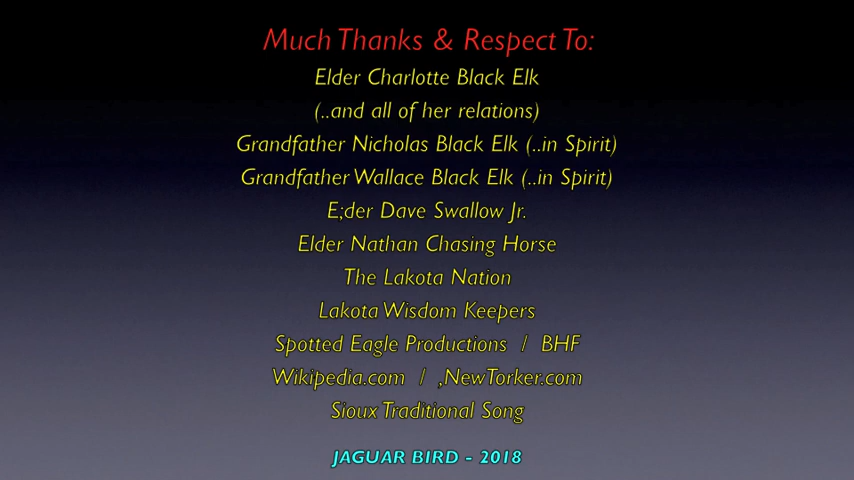 Much Thanks & Respect To:
Elder Charlotte Black Elk
(..and all of her relations)
Grandfather Nicholas Black Elk (..in Spirit)
Grandfather Wallace Black Elk (..in Spirit)
E;der Dave Swallow Jr.
Elder Nathan Chasing Horse
The Lakota Nation
Lakota Wisdom Keepers
Spotted Eagle Productions / BHF
Wikipedia.com / ,NewTorker.com
Sioux Traditional Song
JAGUAR BIRD - 2018